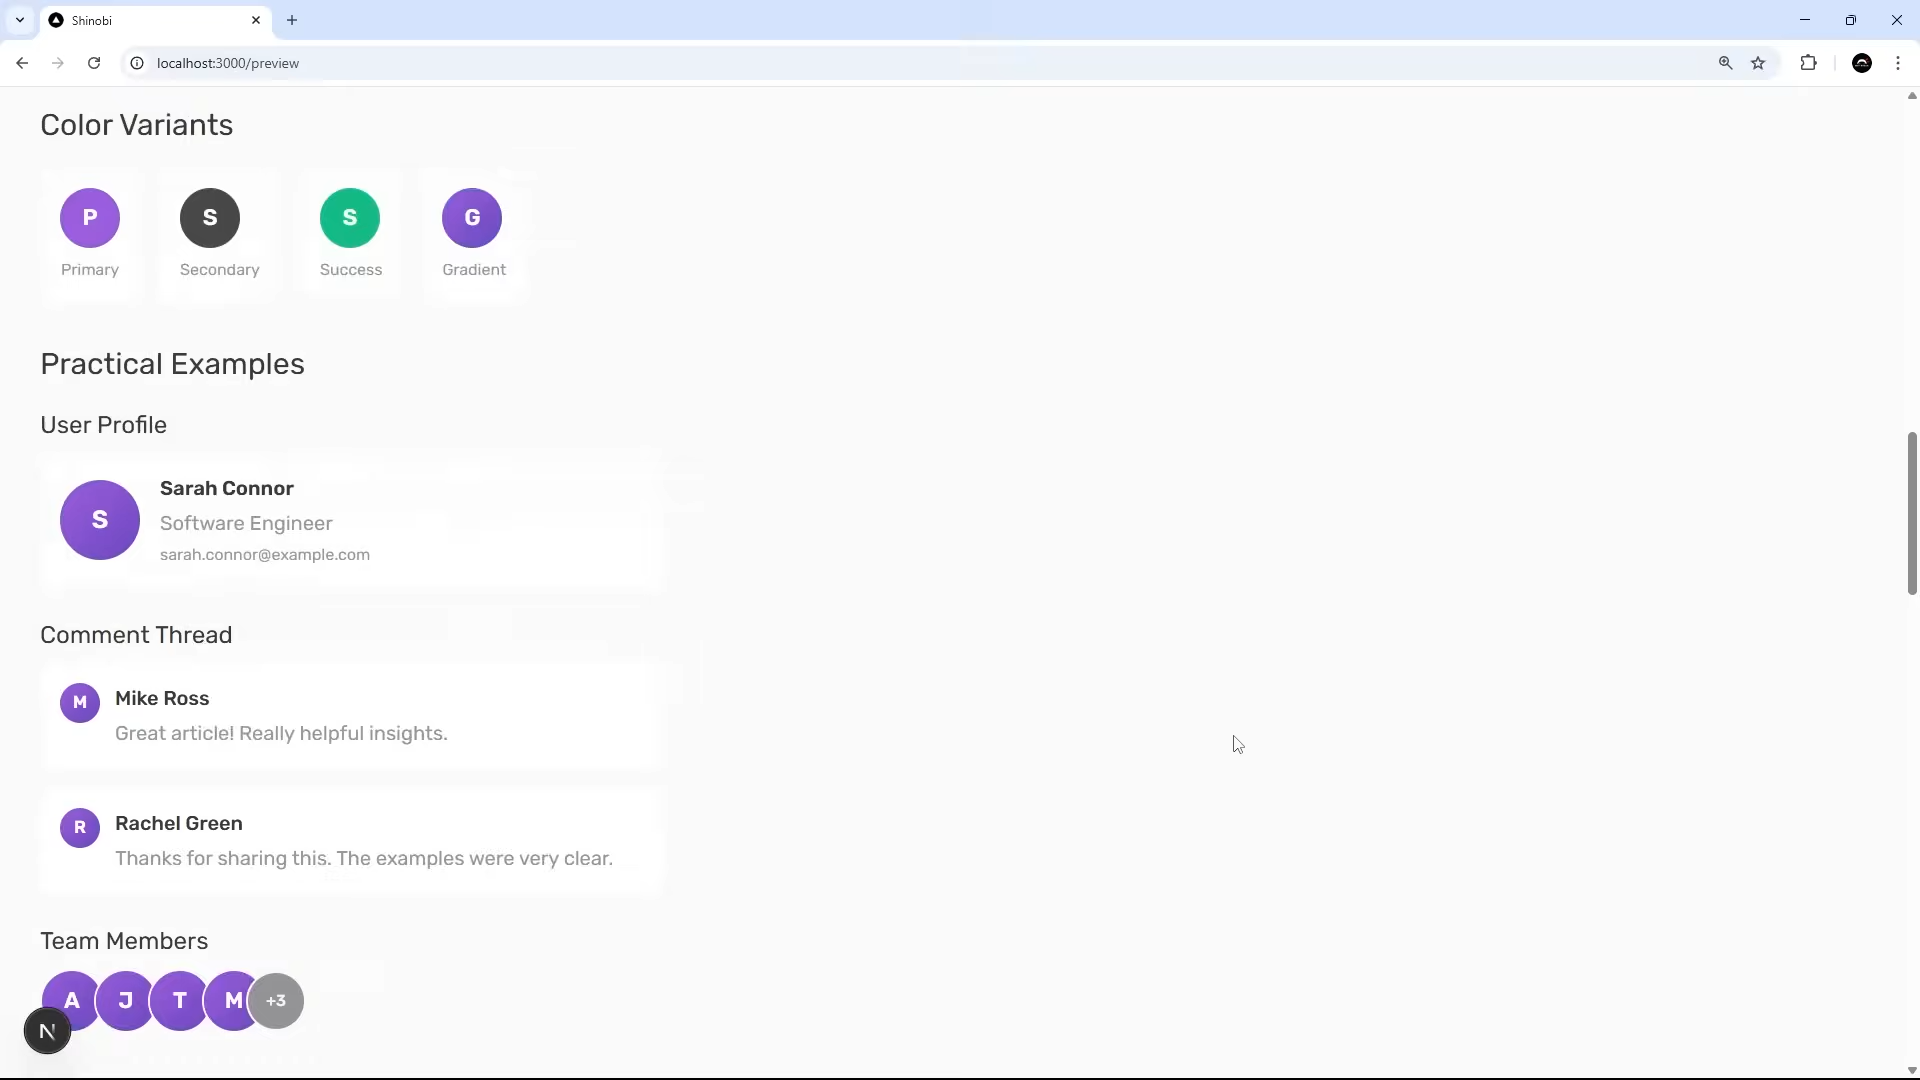 Shinobi
localhost:3000/preview
Color Variants
P
S
S
G
Primary
Secondary
Success
Gradient
Practical Examples
User Profile
S
Sarah Connor
Software Engineer
sarah.connor@example.com
Comment Thread
M
Mike Ross
Great article! Really helpful insights.
R
Rachel Green
Thanks for sharing this. The examples were very clear.
Team Members
A
J
T
M
+3
N